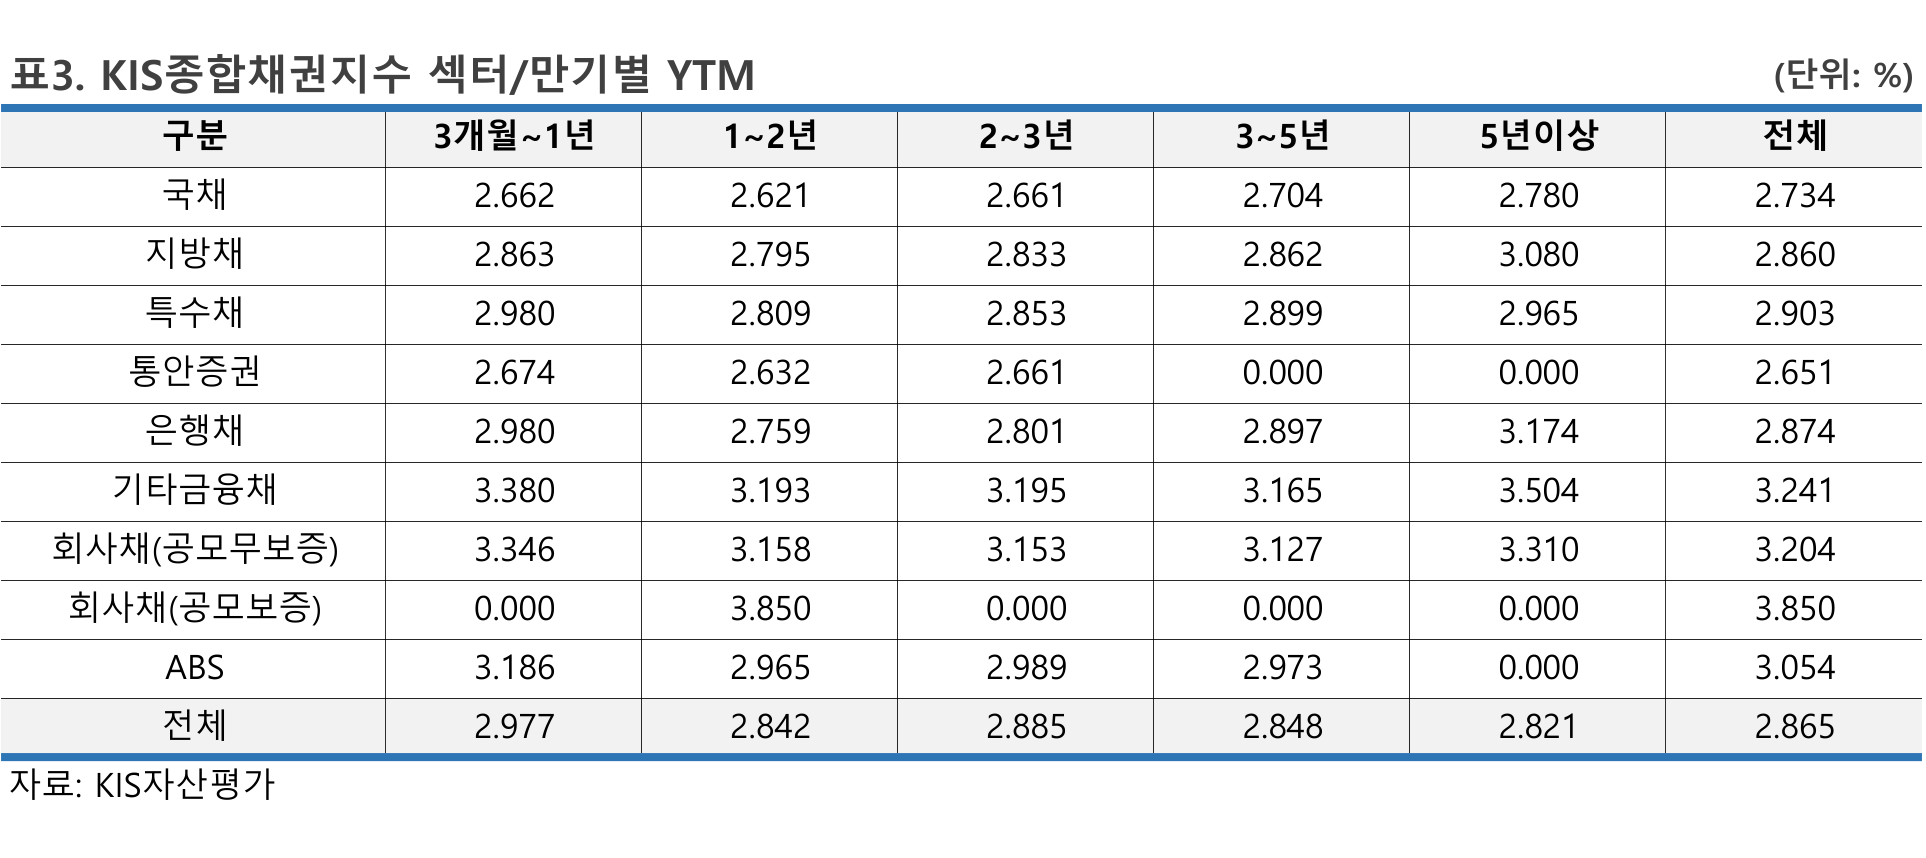 표3. KIS종합채권지수 섹터/만기별 YTM (단위: %)
구분 3개월~1년 1~2년 2~3년 3~5년 5년이상 전체
국채 2.662 2.621 2.661 2.704 2.780 2.734
지방채 2.863 2.795 2.833 2.862 3.080 2.860
특수채 2.980 2.809 2.853 2.899 2.965 2.903
통안증권 2.674 2.632 2.661 0.000 0.000 2.651
은행채 2.980 2.759 2.801 2.897 3.174 2.874
기타금융채 3.380 3.193 3.195 3.165 3.504 3.241
회사채(공모무보증) 3.346 3.158 3.153 3.127 3.310 3.204
회사채(공모보증) 0.000 3.850 0.000 0.000 0.000 3.850
ABS 3.186 2.965 2.989 2.973 0.000 3.054
전체 2.977 2.842 2.885 2.848 2.821 2.865
자료: KIS자산평가